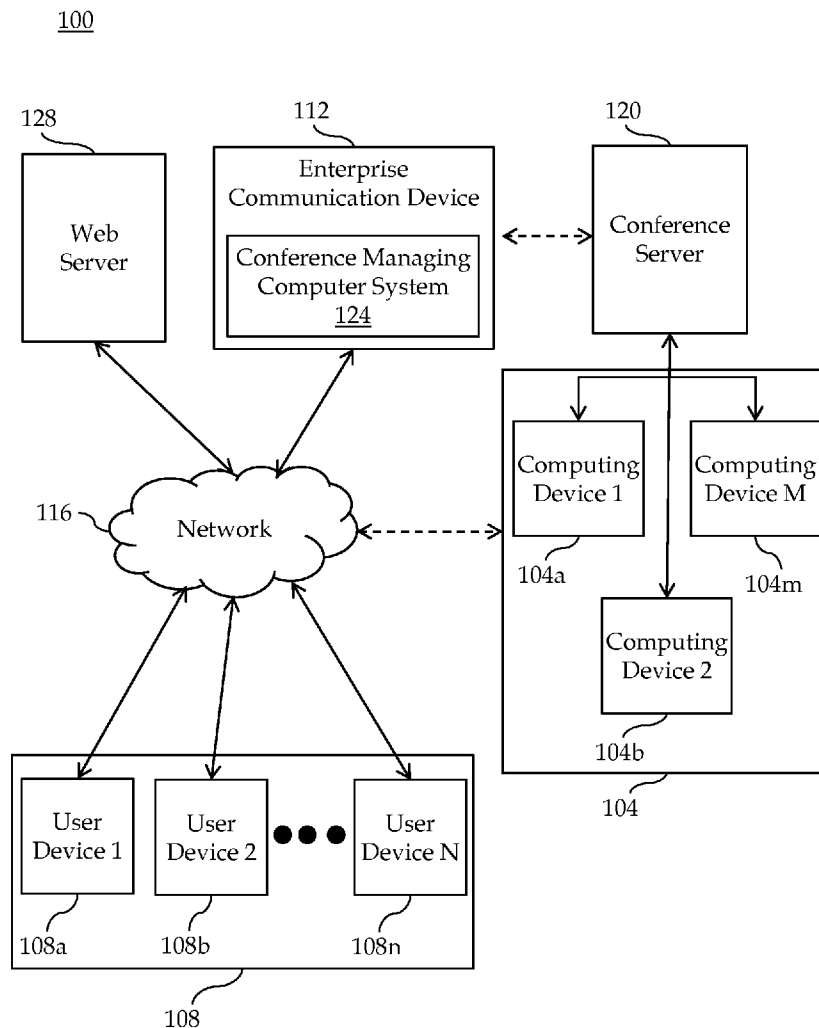 100
128
112
120
Web
Server
Enterprise
Communication Device
Conference Managing
Computer System
124
Conference
Server
116
Network
Computing
Device 1
Computing
Device M
104a
104m
Computing
Device 2
104b
104
User
Device 1
User
Device 2
User
Device N
108a
108b
108n
108